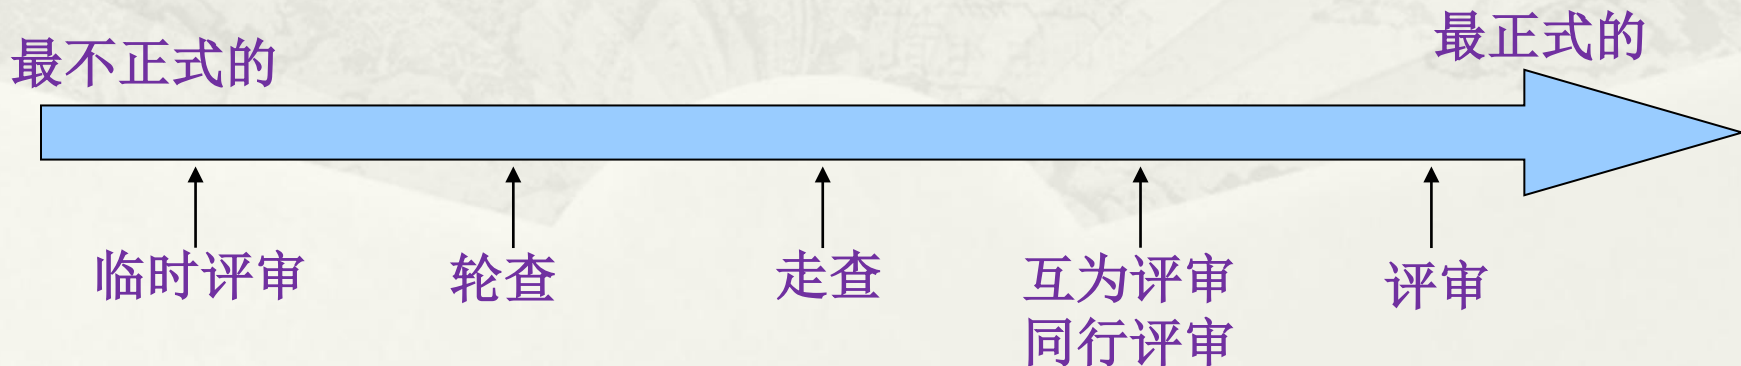 最不正式的
最正式的
临时评审
轮查
走查
互为评审
同行评审
评审